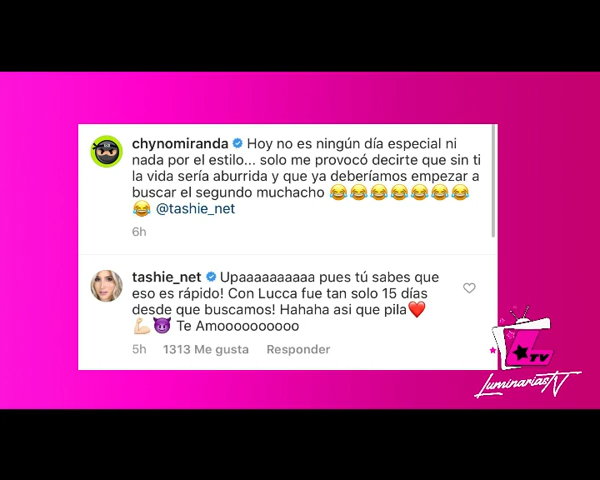 chynomiranda Hoy no es ningún día especial ni
nada por el estilo... solo me provocó decirte que sin ti
la vida sería aburrida y que ya deberíamos empezar a
buscar el segundo muchacho 😂😂😂😂😂😂😂
😂 @tashie_net
6h
tashie_net Upaaaaaaaaaa pues tú sabes que
eso es rápido! Con Lucca fue tan solo 15 días
desde que buscamos! Hahaha asi que pila❤️
💪🏻😈 Te Amoooooooooo
5h 1313 Me gusta Responder
L TV
LuminariasTV